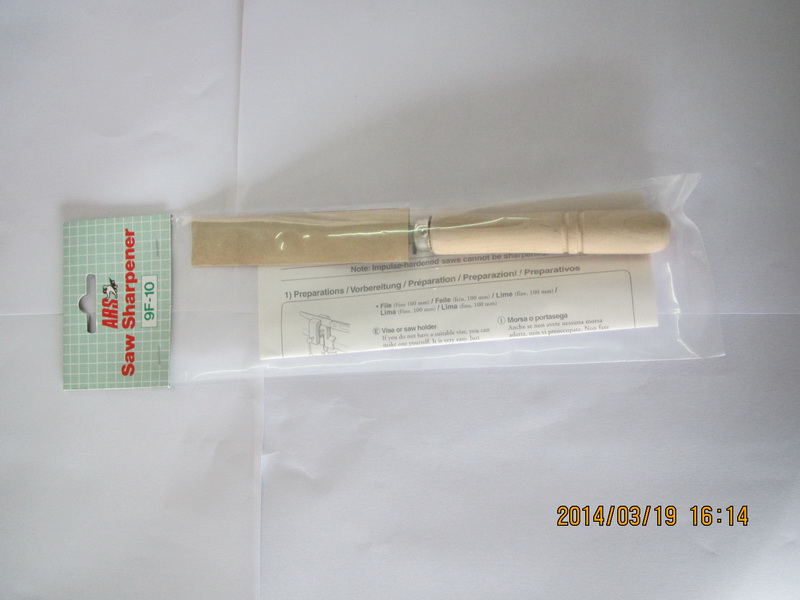 ARS
Saw Sharpener
9F-10
Note: Impulse-hardened saws cannot be sharpened
1) Preparations / Vorbereitung / Préparation / Preparazioni / Preparativos
• File (fine, 100 mm) / Feile (fein, 100 mm) / Lime (fine, 100 mm) /
Lima (fine, 100 mm) / Lima (fina, 100 mm)
E Vise or saw holder
If you do not have a suitable vise, you can
make one yourself. It is very easy. Just
I Morsa o portasega
Anche se non avete nessuna morsa
adatta, non vi preoccupate. Non fate
2014/03/19 16:14